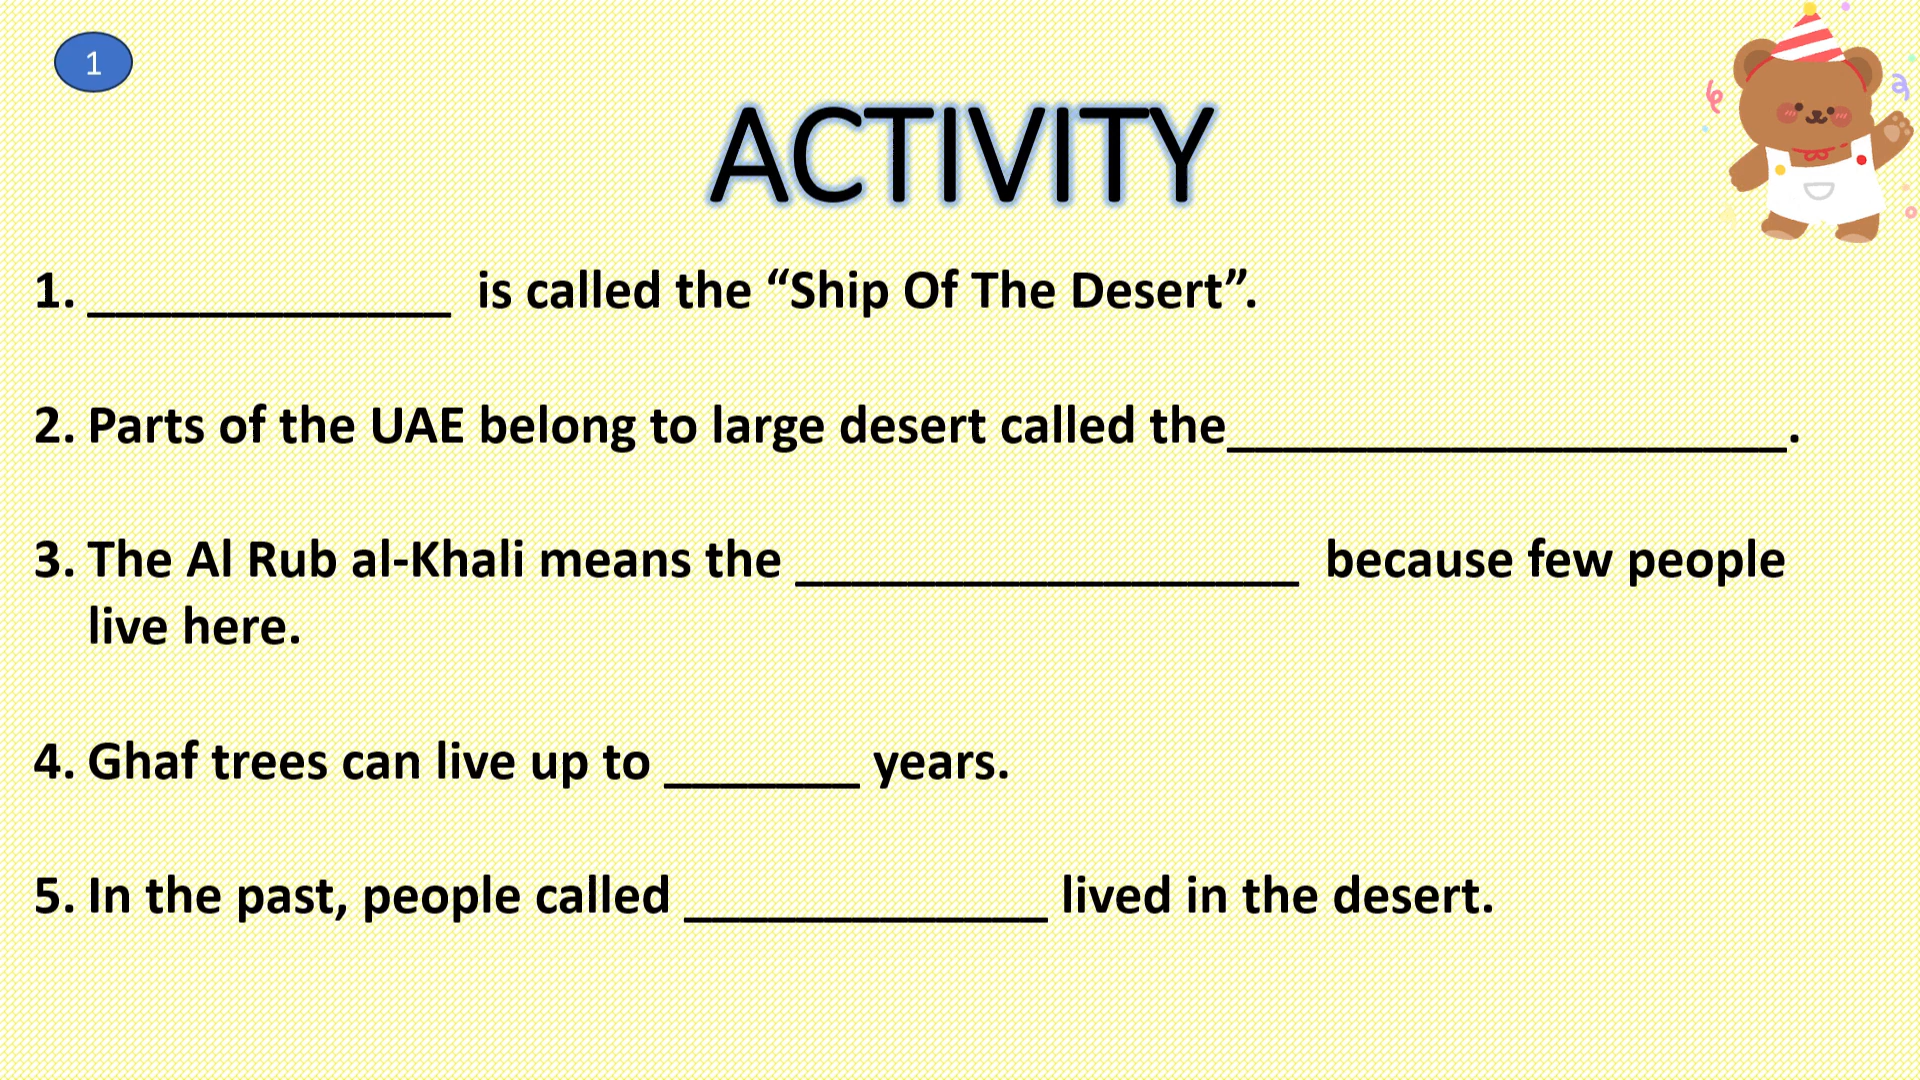 1
ACTIVITY
1. _____________ is called the “Ship Of The Desert”.
2. Parts of the UAE belong to large desert called the____________________.
3. The Al Rub al-Khali means the __________________ because few people
live here.
4. Ghaf trees can live up to _______ years.
5. In the past, people called _____________ lived in the desert.